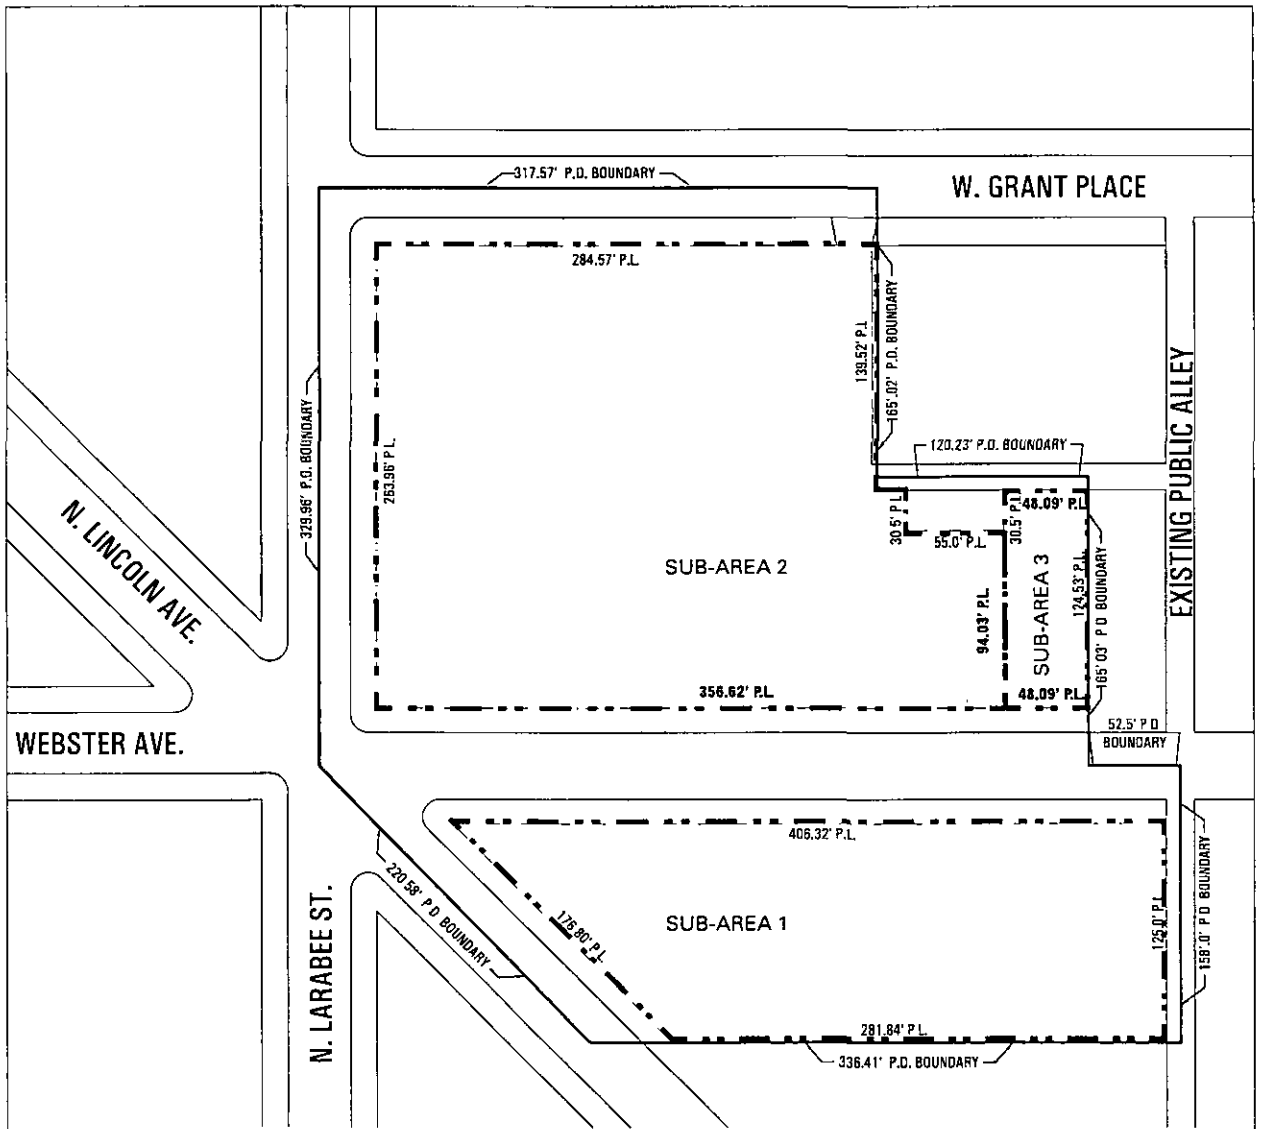 317.57' P.D. BOUNDARY
W. GRANT PLACE
284.57' P.L.
139.52' P.L.
165'.02' P.D. BOUNDARY
EXISTING PUBLIC ALLEY
329.96' P.D. BOUNDARY
263.96' P.L.
120.23' P.D. BOUNDARY
N. LINCOLN AVE.
30.5' P.L.
55.0' P.L.
30.5' P.L.
48.09' P.L.
SUB-AREA 2
94.03' P.L.
SUB-AREA 3
124.53' P.L.
165'.03' P D BOUNDARY
356.62' P.L.
48.09' P.L.
52.5' P D
BOUNDARY
WEBSTER AVE.
406.32' P.L.
220 58' P D BOUNDARY
176.80' P.L.
SUB-AREA 1
125.0' P.L.
158'.0' P D BOUNDARY
N. LARABEE ST.
281.84' P.L.
336.41' P.D. BOUNDARY